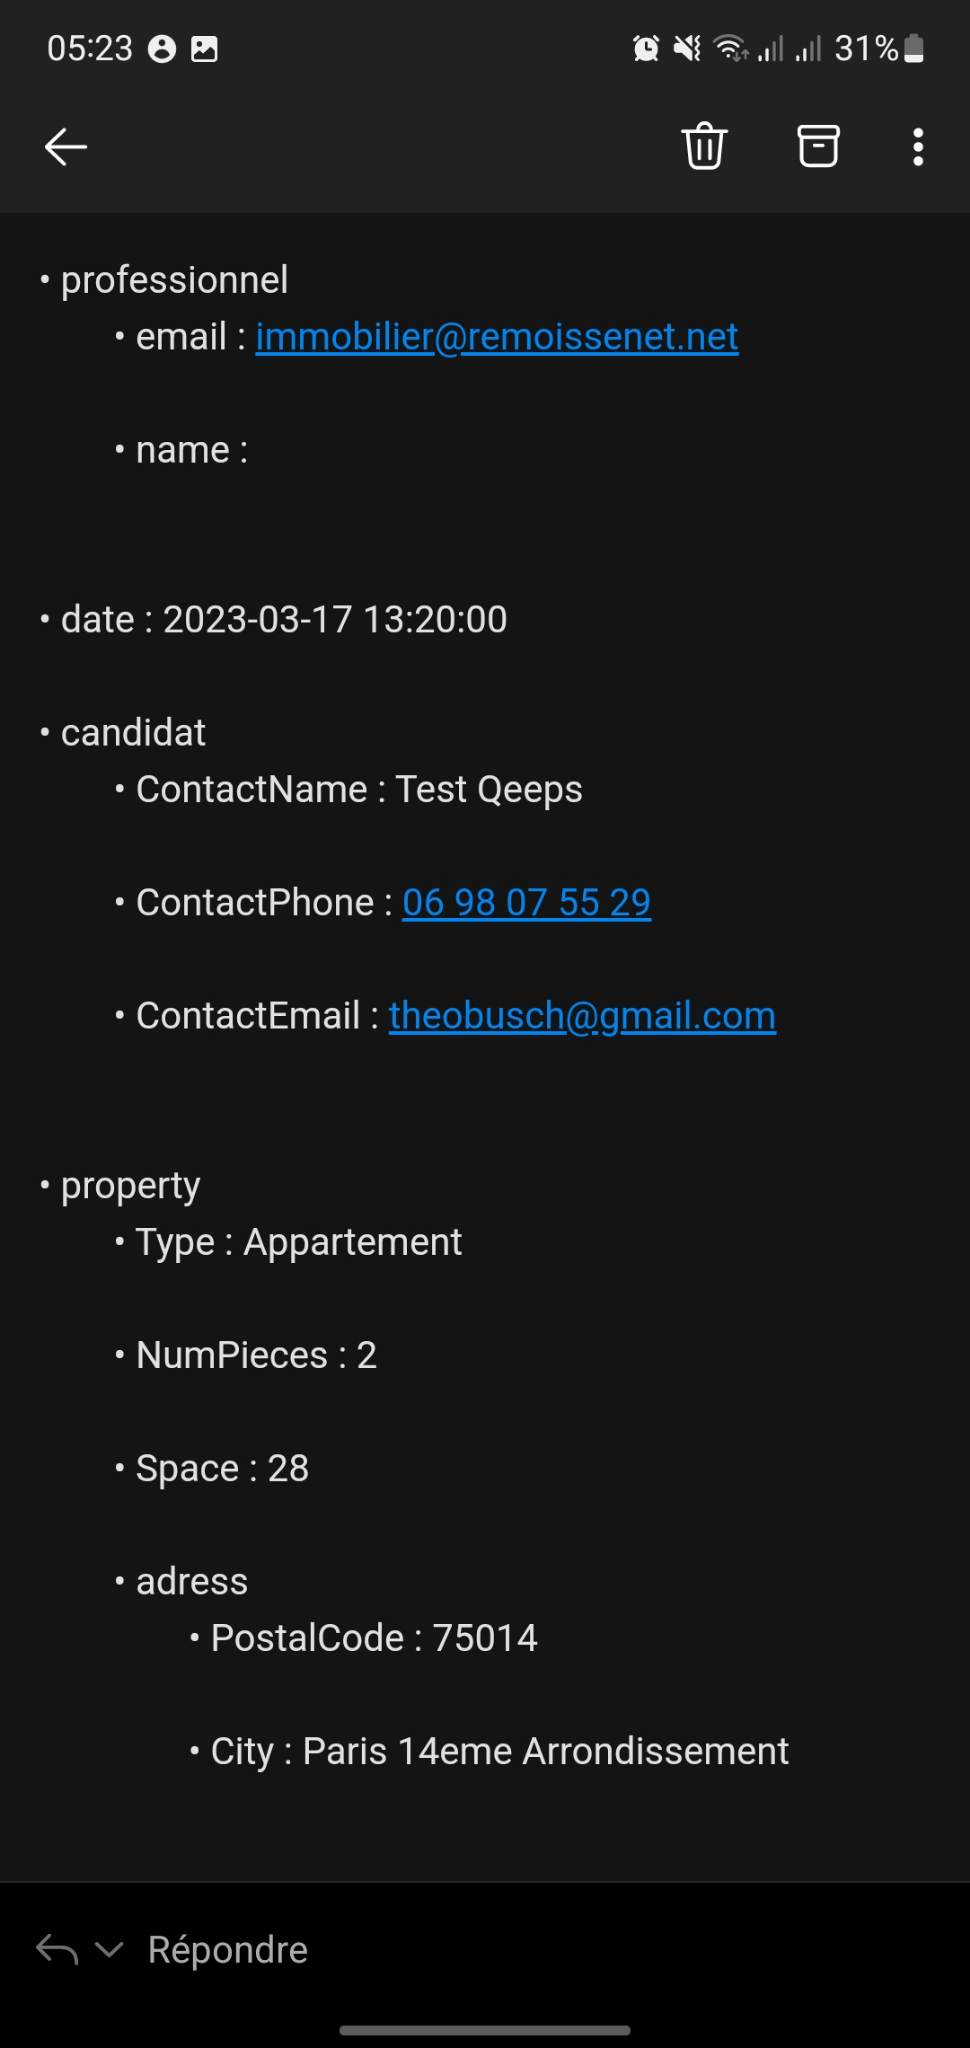 05:23
31%
• professionnel
• email : immobilier@remoissenet.net
• name :
• date : 2023-03-17 13:20:00
• candidat
• ContactName : Test Qeeps
• ContactPhone : 06 98 07 55 29
• ContactEmail : theobusch@gmail.com
• property
• Type : Appartement
• NumPieces : 2
• Space : 28
• adress
• PostalCode : 75014
• City : Paris 14eme Arrondissement
Répondre